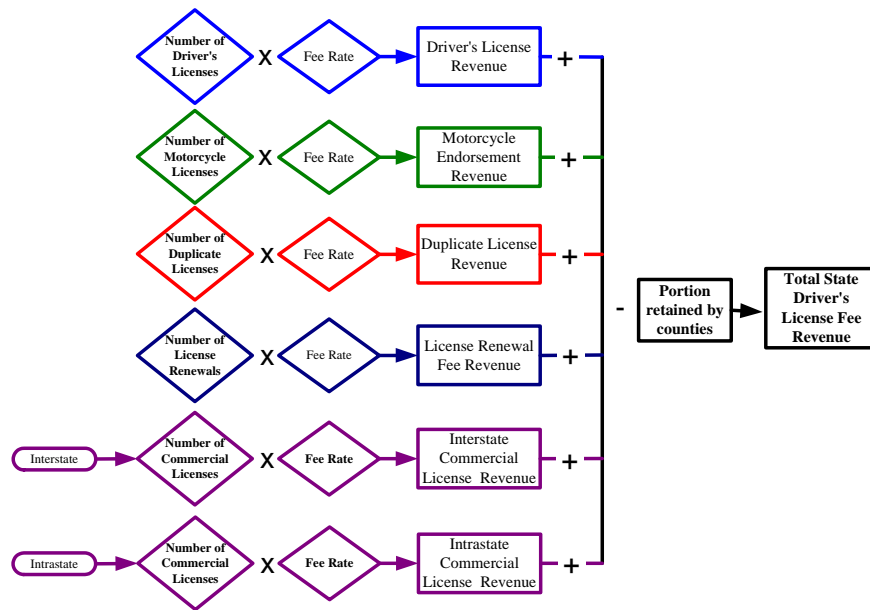 Number of
Driver's
Licenses
X
Fee Rate
Driver's License
Revenue
+
Number of
Motorcycle
Licenses
X
Fee Rate
Motorcycle
Endorsement
Revenue
+
Number of
Duplicate
Licenses
X
Fee Rate
Duplicate License
Revenue
+
-
Portion
retained by
counties
Total State
Driver's
License Fee
Revenue
Number of
License
Renewals
X
Fee Rate
License Renewal
Fee Revenue
+
Interstate
Number of
Commercial
Licenses
X
Fee Rate
Interstate
Commercial
License Revenue
+
Intrastate
Number of
Commercial
Licenses
X
Fee Rate
Intrastate
Commercial
License Revenue
+